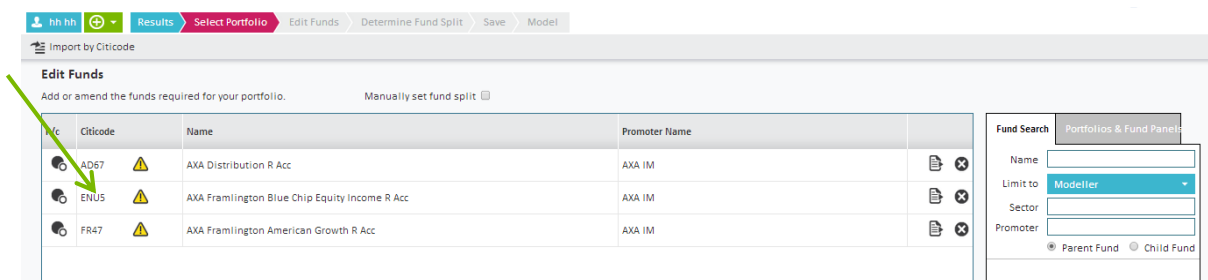 hh hh Results Select Portfolio Edit Funds Determine Fund Split Save Model
Import by Citicode
Edit Funds
Add or amend the funds required for your portfolio. Manually set fund split
Citicode Name Promoter Name
AD67 AXA Distribution R Acc AXA IM
ENU5 AXA Framlington Blue Chip Equity Income R Acc AXA IM
FR47 AXA Framlington American Growth R Acc AXA IM
Fund Search Portfolios & Fund Panels
Name
Limit to Modeller
Sector
Promoter
Parent Fund Child Fund